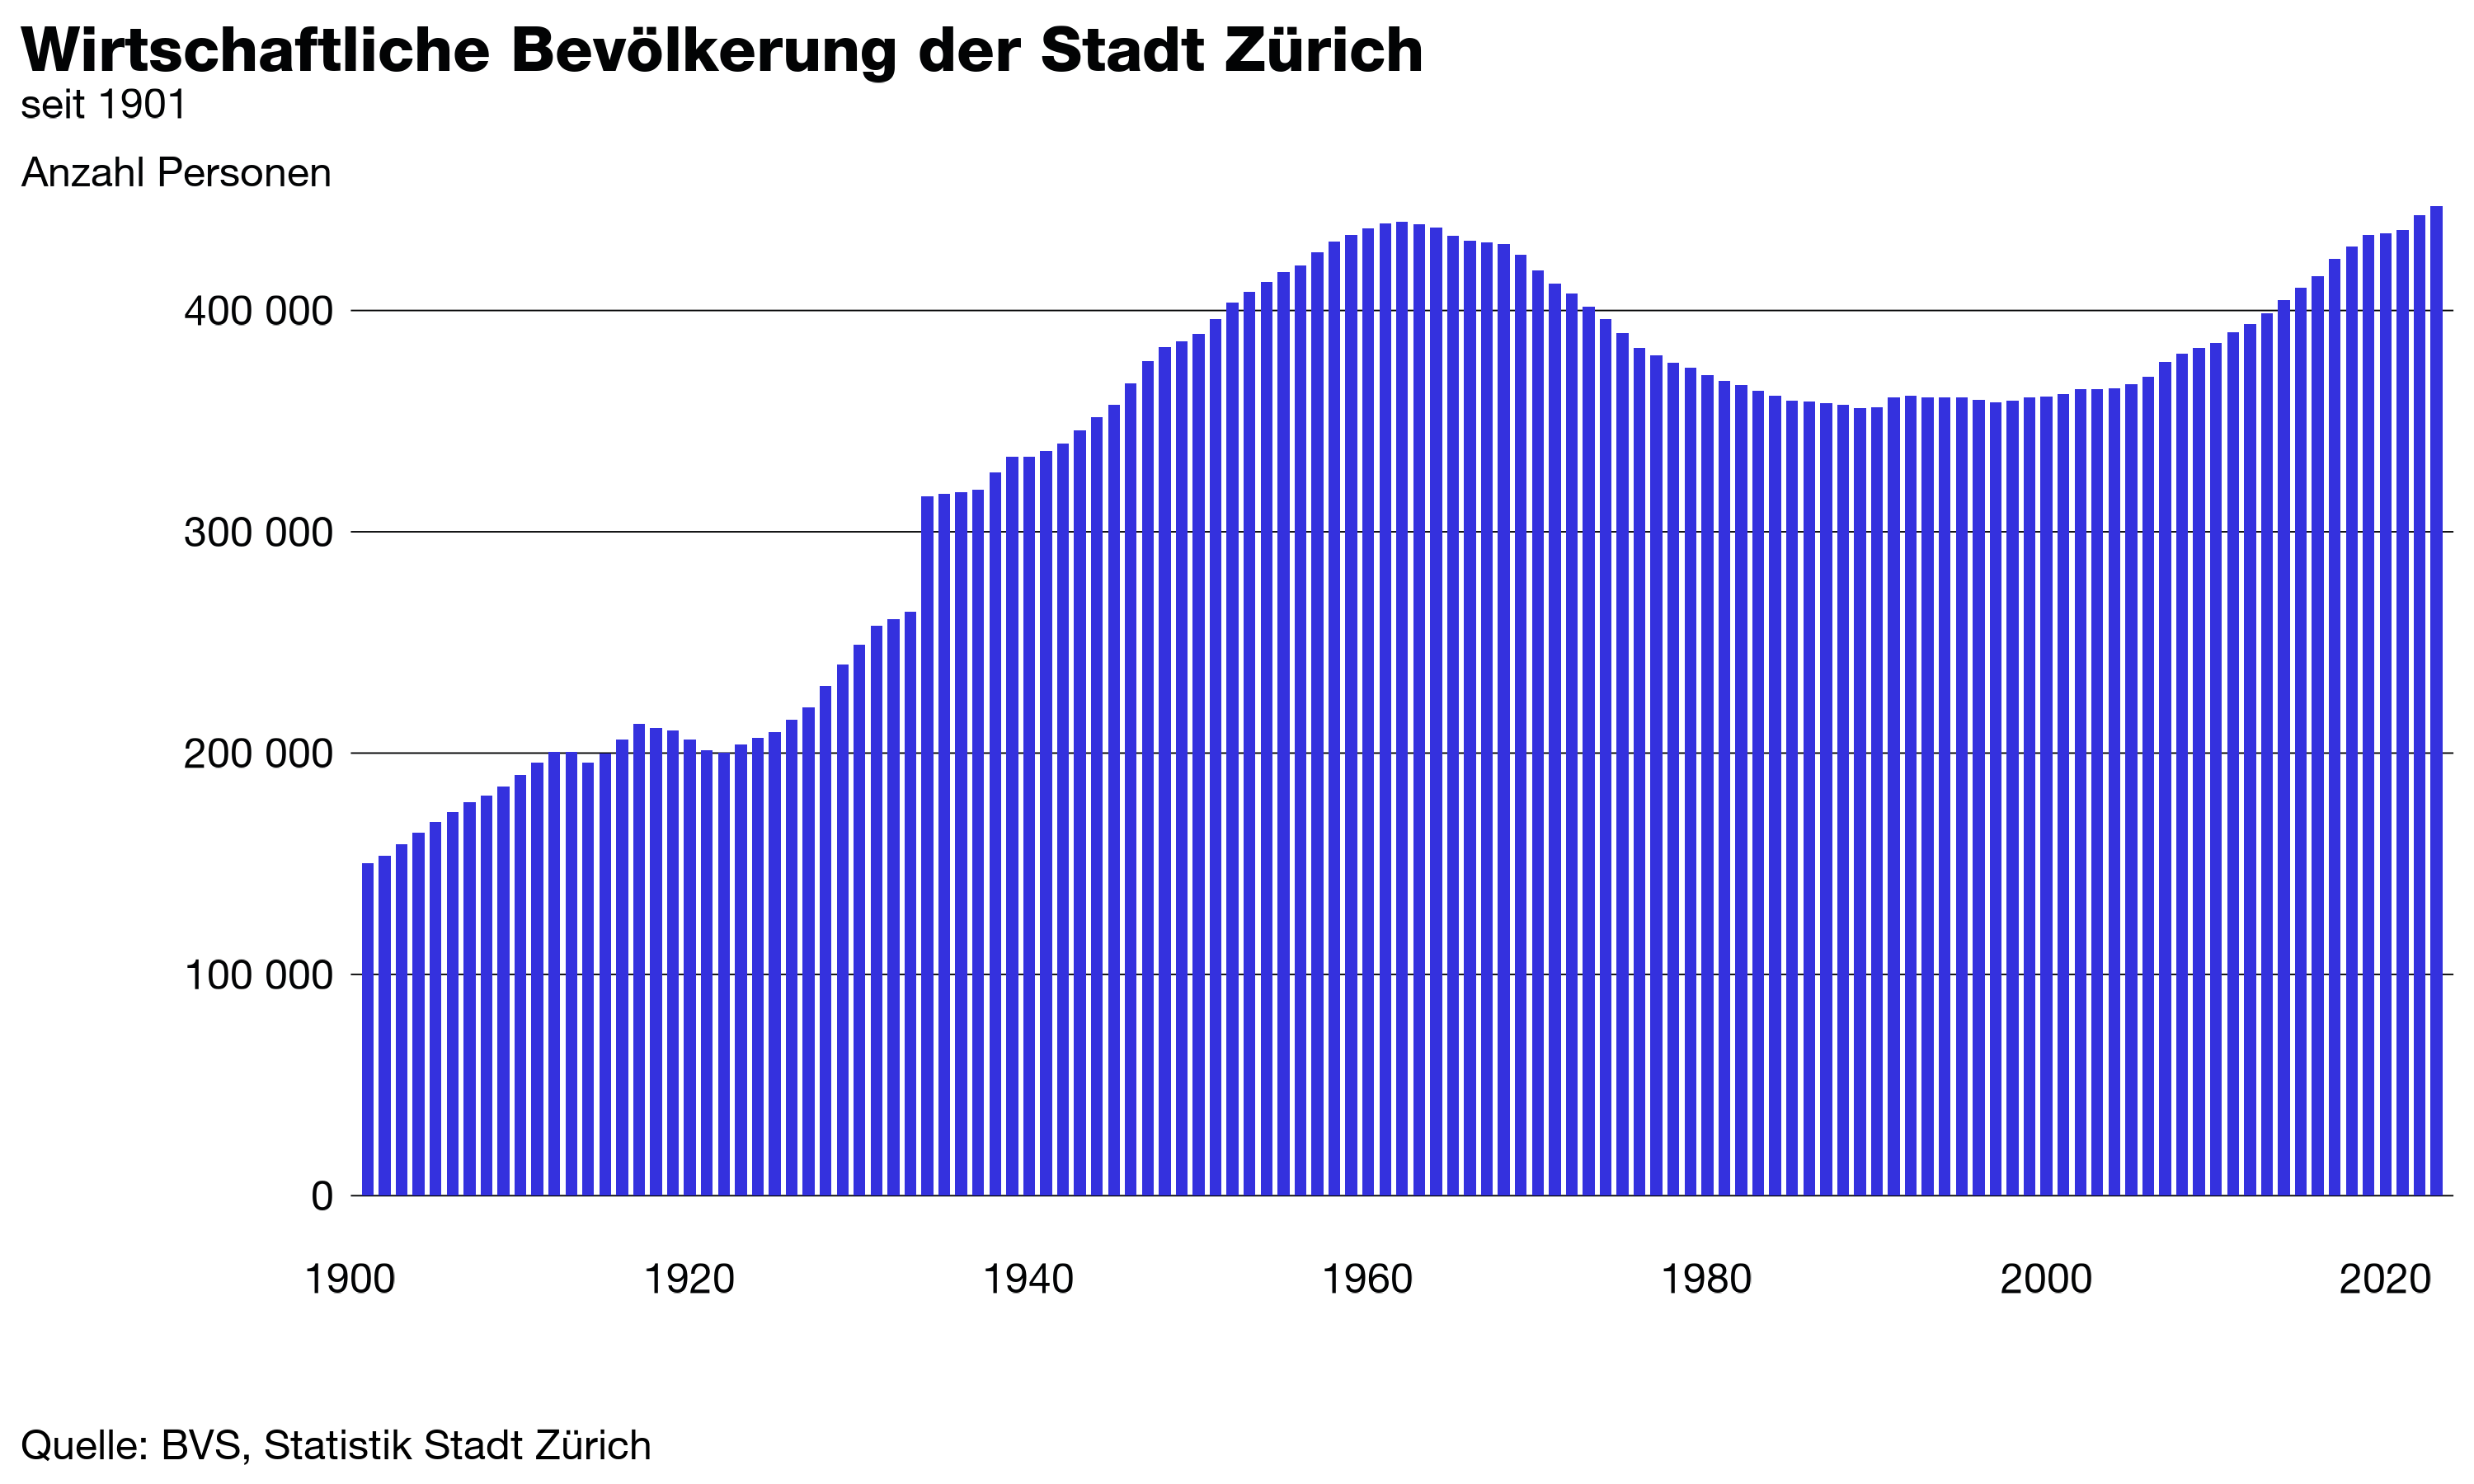 Wirtschaftliche Bevölkerung der Stadt Zürich
seit 1901
Anzahl Personen
400 000
300 000
200 000
100 000
0
1900 1920 1940 1960 1980 2000 2020
Quelle: BVS, Statistik Stadt Zürich